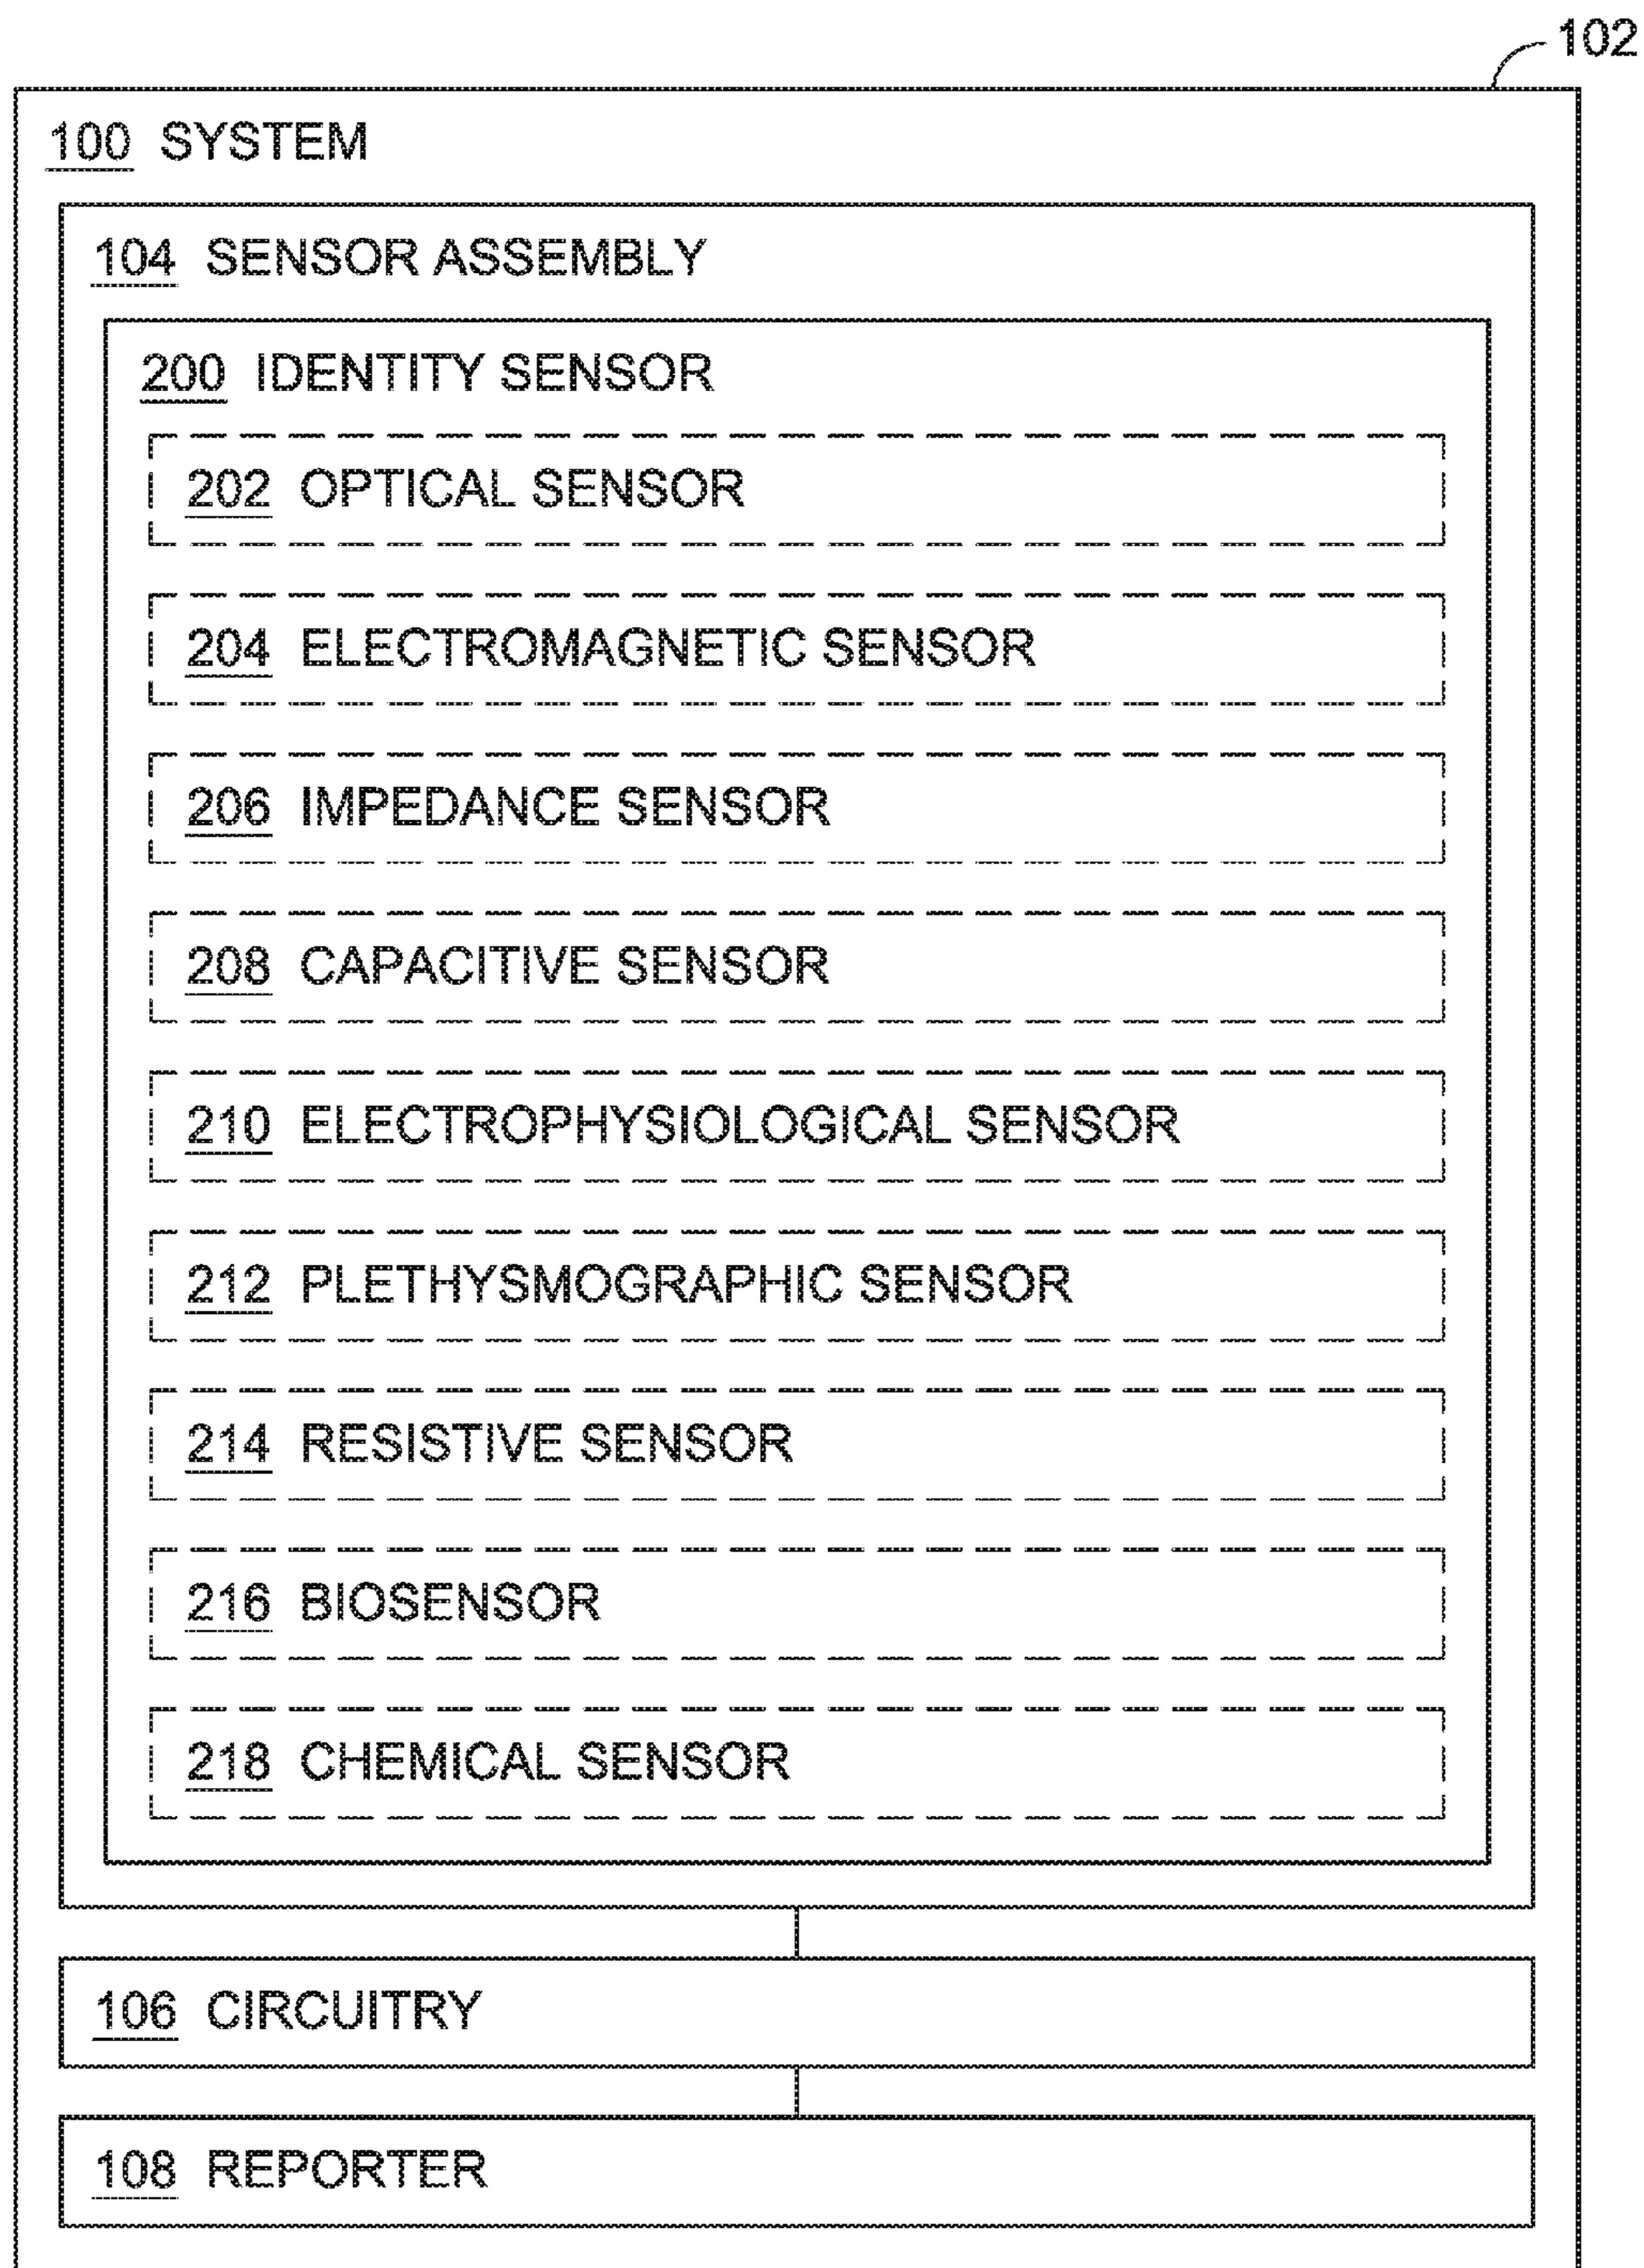 102
100 SYSTEM
104 SENSOR ASSEMBLY
200 IDENTITY SENSOR
202 OPTICAL SENSOR
204 ELECTROMAGNETIC SENSOR
206 IMPEDANCE SENSOR
208 CAPACITIVE SENSOR
210 ELECTROPHYSIOLOGICAL SENSOR
212 PLETHYSMOGRAPHIC SENSOR
214 RESISTIVE SENSOR
216 BIOSENSOR
218 CHEMICAL SENSOR
106 CIRCUITRY
108 REPORTER